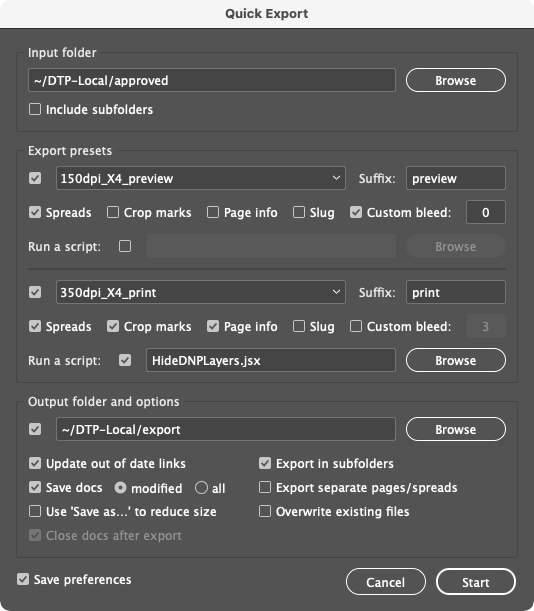 Quick Export
Input folder
~/DTP-Local/approved Browse
Include subfolders
Export presets
150dpi_X4_preview Suffix: preview
Spreads Crop marks Page info Slug Custom bleed: 0
Run a script: Browse
350dpi_X4_print Suffix: print
Spreads Crop marks Page info Slug Custom bleed: 3
Run a script: HideDNPLayers.jsx Browse
Output folder and options
~/DTP-Local/export Browse
Update out of date links Export in subfolders
Save docs modified all Export separate pages/spreads
Use 'Save as...' to reduce size Overwrite existing files
Close docs after export
Save preferences Cancel Start